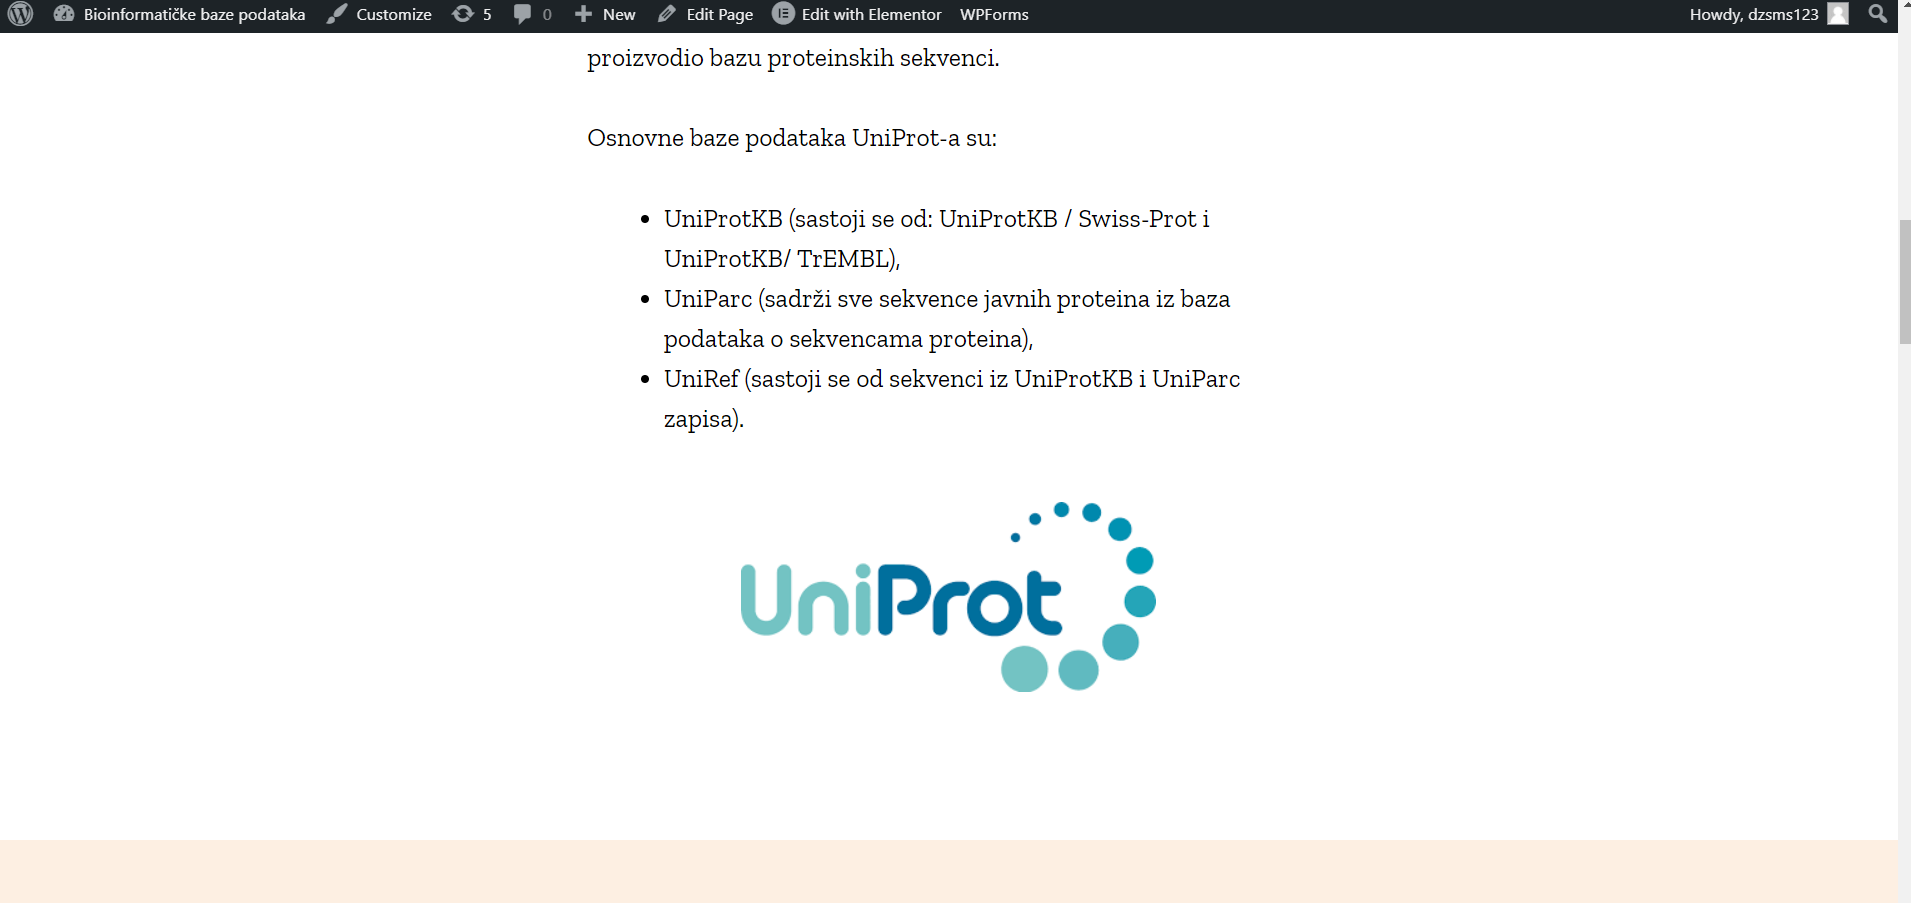 Bioinformatičke baze podataka Customize 5 0 New Edit Page Edit with Elementor WPForms Howdy, dzsms123
proizvodio bazu proteinskih sekvenci.
Osnovne baze podataka UniProt-a su:
• UniProtKB (sastoji se od: UniProtKB / Swiss-Prot i
UniProtKB/ TrEMBL),
• UniParc (sadrži sve sekvence javnih proteina iz baza
podataka o sekvencama proteina),
• UniRef (sastoji se od sekvenci iz UniProtKB i UniParc
zapisa).
UniProt